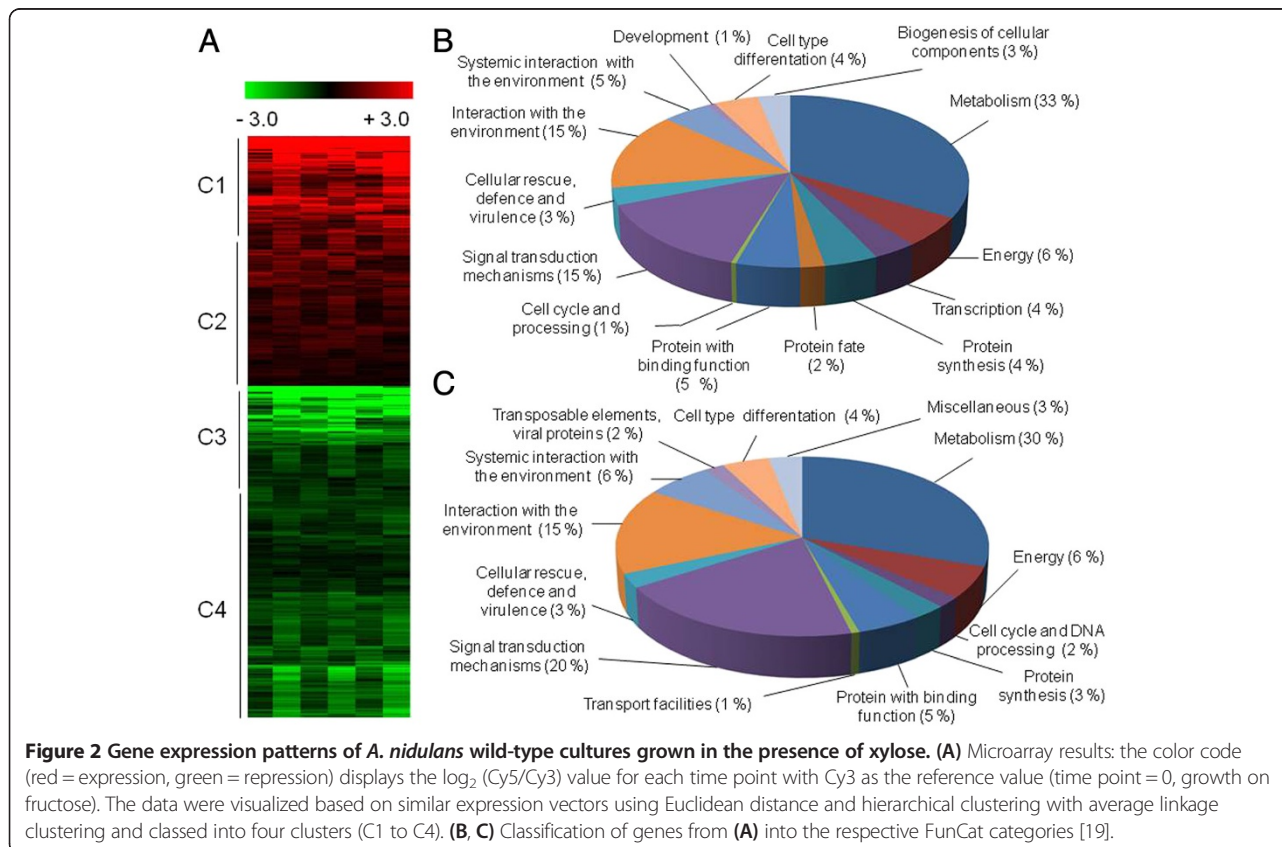 A
- 3.0
+ 3.0
C1
C2
C3
C4
B
Development (1 %)
Cell type
differentation (4 %)
Biogenesis of cellular
components (3 %)
Systemic interaction with
the environment (5 %)
Metabolism (33 %)
Interaction with the
environment (15 %)
Cellular rescue,
defence and
virulence (3 %)
Energy (6 %)
Signal transduction
mechanisms (15 %)
Transcription (4 %)
Cell cycle and
processing (1 %)
Protein with
binding function
(5 %)
Protein fate
(2 %)
Protein
synthesis (4 %)
C
Transposable elements,
viral proteins (2 %)
Cell type differentation (4 %)
Miscellaneous (3 %)
Metabolism (30 %)
Systemic interaction with
the environment (6 %)
Interaction with the
environment (15 %)
Energy (6 %)
Cellular rescue,
defence and
virulence (3 %)
Cell cycle and DNA
processing (2 %)
Signal transduction
mechanisms (20 %)
Protein
synthesis (3 %)
Transport facilities (1 %)
Protein with binding
function (5 %)
Figure 2 Gene expression patterns of A. nidulans wild-type cultures grown in the presence of xylose. (A) Microarray results: the color code
(red = expression, green = repression) displays the log₂ (Cy5/Cy3) value for each time point with Cy3 as the reference value (time point = 0, growth on
fructose). The data were visualized based on similar expression vectors using Euclidean distance and hierarchical clustering with average linkage
clustering and classed into four clusters (C1 to C4). (B, C) Classification of genes from (A) into the respective FunCat categories [19].